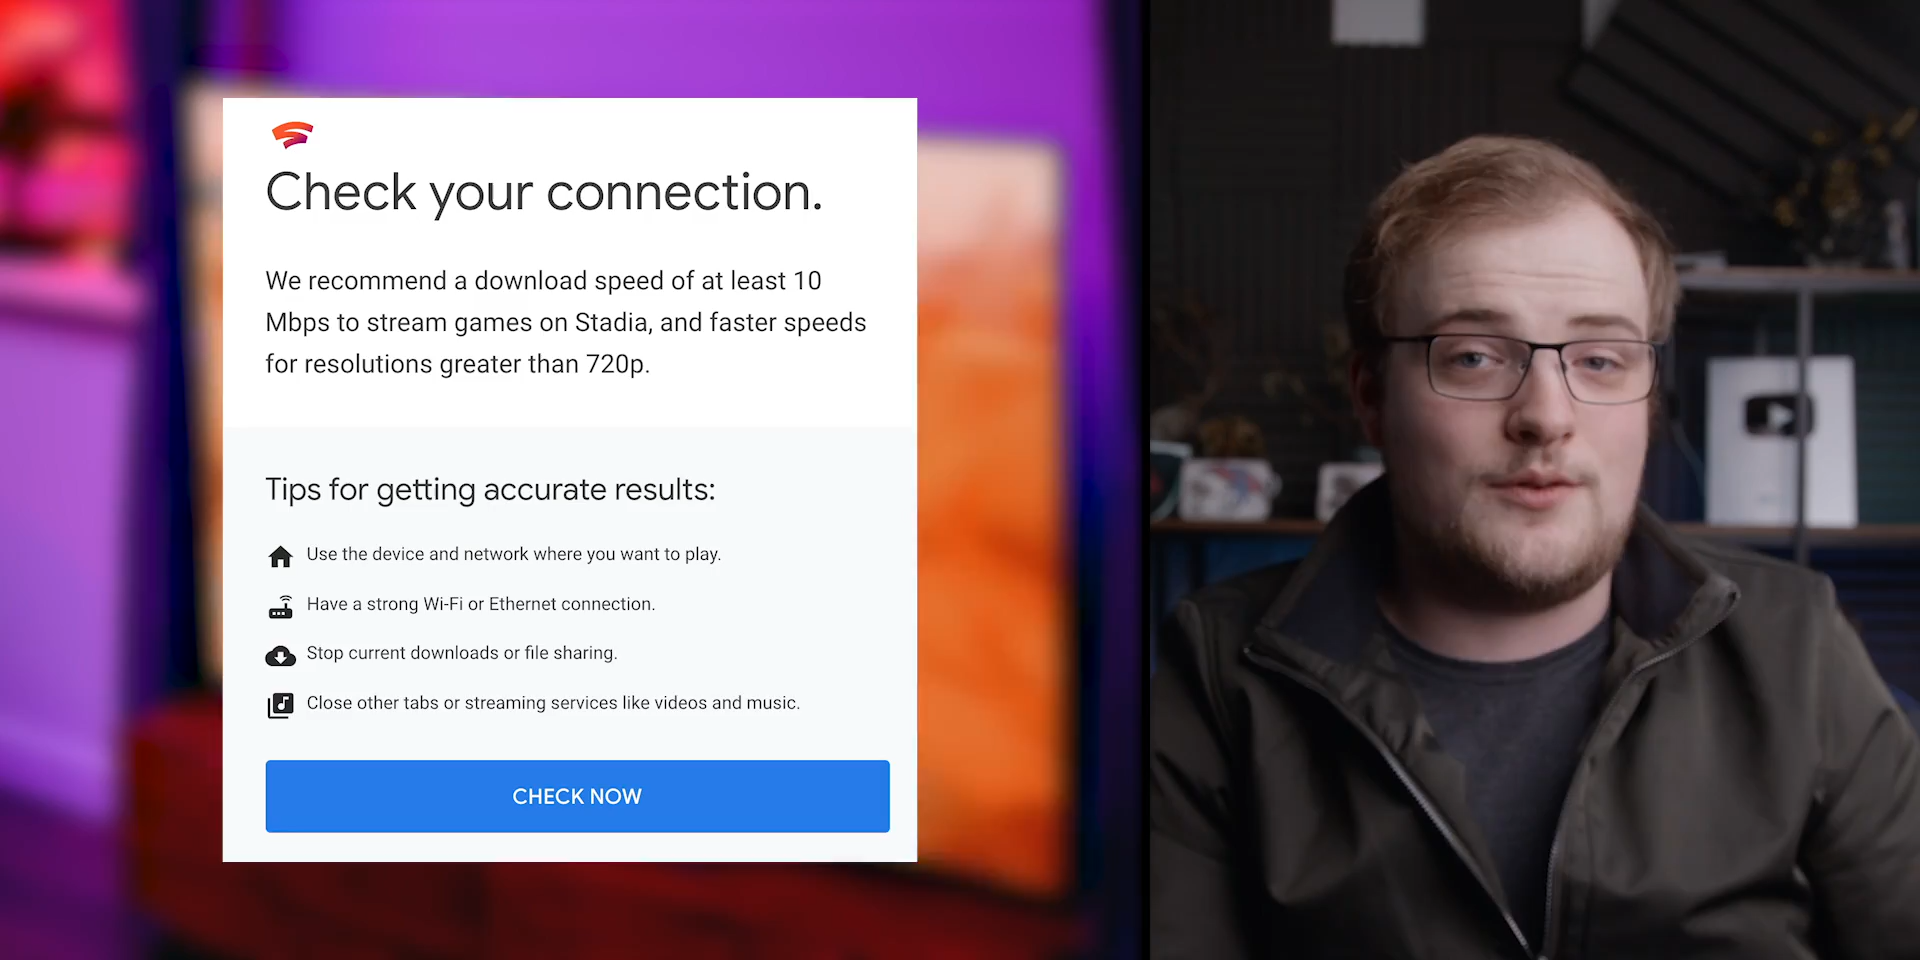 Check your connection.
We recommend a download speed of at least 10
Mbps to stream games on Stadia, and faster speeds
for resolutions greater than 720p.
Tips for getting accurate results:
Use the device and network where you want to play.
Have a strong Wi-Fi or Ethernet connection.
Stop current downloads or file sharing.
Close other tabs or streaming services like videos and music.
CHECK NOW